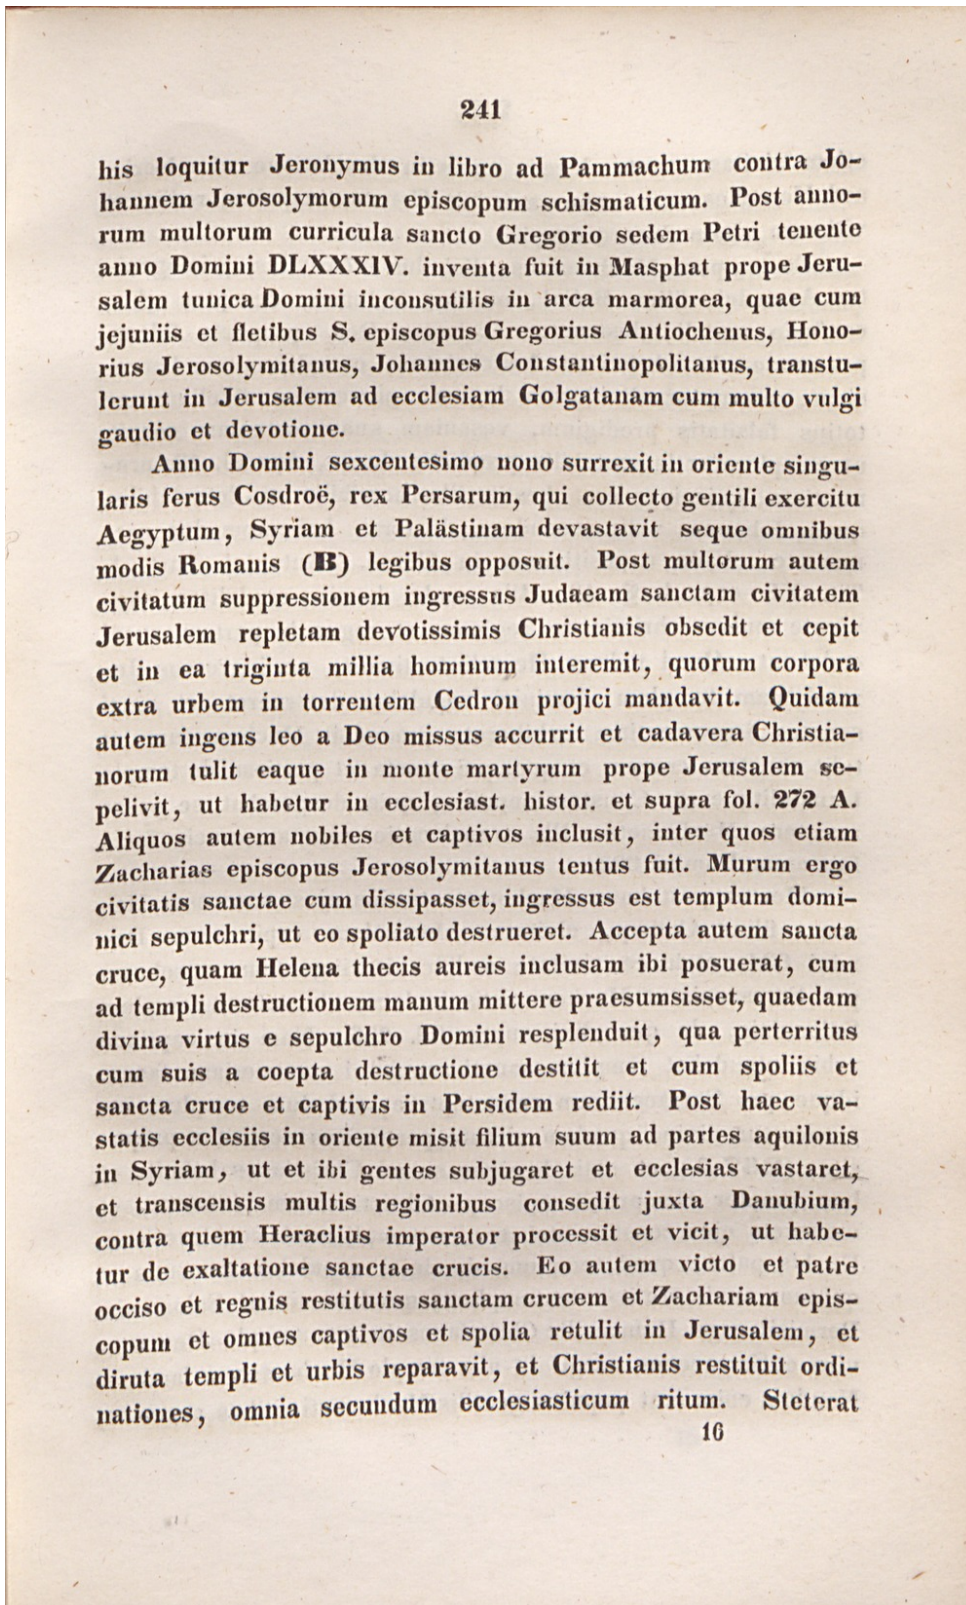 241
his loquitur Jeronymus in libro ad Pammachum contra Jo-
hannem Jerosolymorum episcopum schismaticum. Post anno-
rum multorum curricula sancto Gregorio sedem Petri tenente
anno Domini DLXXXIV. inventa fuit in Masphat prope Jeru-
salem tunica Domini inconsutilis in arca marmorea, quae cum
jejuniis et fletibus S. episcopus Gregorius Antiochenus, Hono-
rius Jerosolymitanus, Johannes Constantinopolitanus, transtu-
lerunt in Jerusalem ad ecclesiam Golgatanam cum multo vulgi
gaudio et devotione.
Anno Domini sexcentesimo nono surrexit in oriente singu-
laris ferus Cosdroë, rex Persarum, qui collecto gentili exercitu
Aegyptum, Syriam et Palästinam devastavit seque omnibus
modis Romanis (B) legibus opposuit. Post multorum autem
civitatum suppressionem ingressus Judaeam sanctam civitatem
Jerusalem repletam devotissimis Christianis obsedit et cepit
et in ea triginta millia hominum interemit, quorum corpora
extra urbem in torrentem Cedron projici mandavit. Quidam
autem ingens leo a Deo missus accurrit et cadavera Christia-
norum tulit eaque in monte martyrum prope Jerusalem se-
pelivit, ut habetur in ecclesiast. histor. et supra fol. 272 A.
Aliquos autem nobiles et captivos inclusit, inter quos etiam
Zacharias episcopus Jerosolymitanus tentus fuit. Murum ergo
civitatis sanctae cum dissipasset, ingressus est templum domi-
nici sepulchri, ut eo spoliato destrueret. Accepta autem sancta
cruce, quam Helena thecis aureis inclusam ibi posuerat, cum
ad templi destructionem manum mittere praesumsisset, quaedam
divina virtus e sepulchro Domini resplenduit, qua perterritus
cum suis a coepta destructione destitit et cum spoliis et
sancta cruce et captivis in Persidem rediit. Post haec va-
statis ecclesiis in oriente misit filium suum ad partes aquilonis
in Syriam, ut et ibi gentes subjugaret et ecclesias vastaret,
et transcensis multis regionibus consedit juxta Danubium,
contra quem Heraclius imperator processit et vicit, ut habe-
tur de exaltatione sanctae crucis. Eo autem victo et patre
occiso et regnis restitutis sanctam crucem et Zachariam epis-
copum et omnes captivos et spolia retulit in Jerusalem, et
diruta templi et urbis reparavit, et Christianis restituit ordi-
nationes, omnia secundum ecclesiasticum ritum. Steterat
16